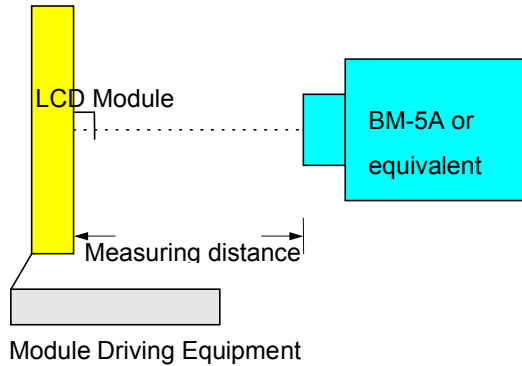 LCD Module
BM-5A or
equivalent
Measuring distance
Module Driving Equipment